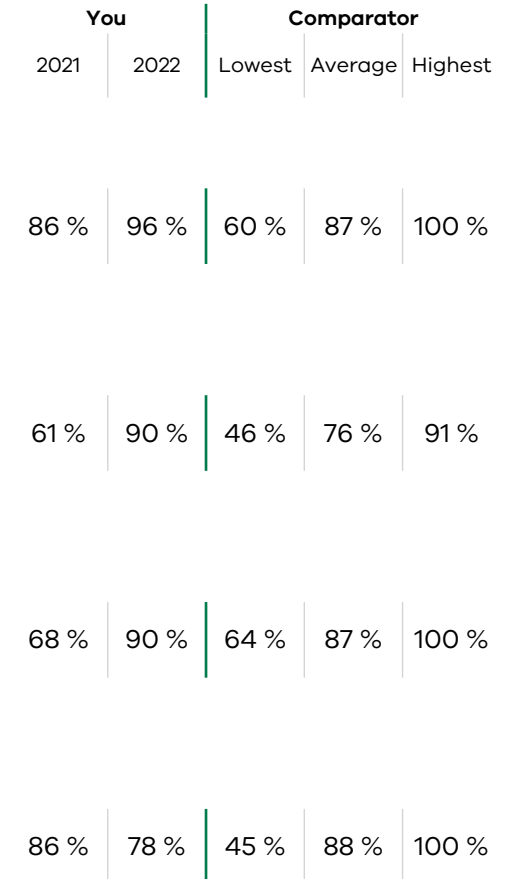 You Comparator
2021 2022 Lowest Average Highest
86 % 96 % 60 % 87 % 100 %
61 % 90 % 46 % 76 % 91 %
68 % 90 % 64 % 87 % 100 %
86 % 78 % 45 % 88 % 100 %